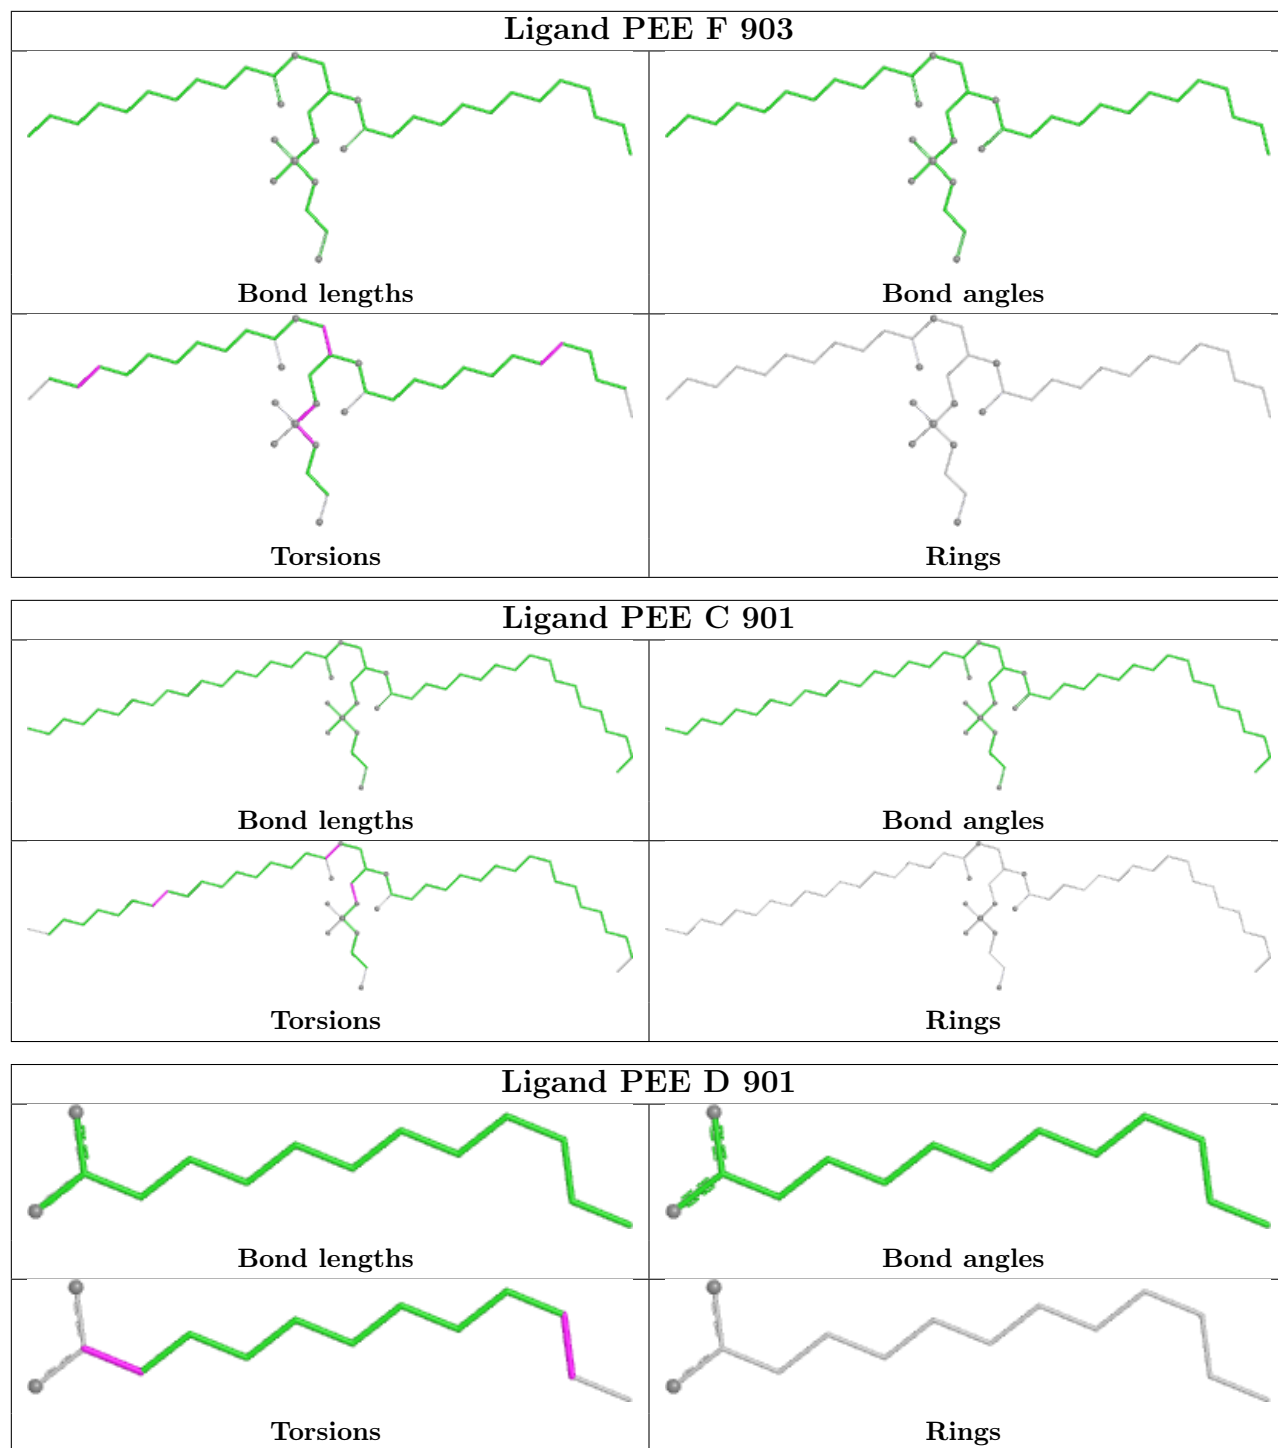 Ligand PEE F 903
Bond lengths
Bond angles
Torsions
Rings
Ligand PEE C 901
Bond lengths
Bond angles
Torsions
Rings
Ligand PEE D 901
Bond lengths
Bond angles
Torsions
Rings